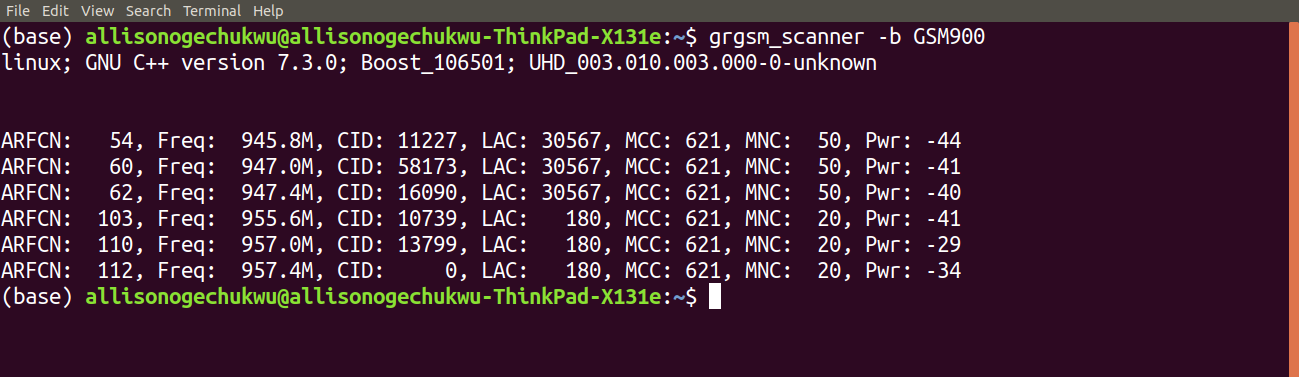 File Edit View Search Terminal Help
(base) allisonogechukwu@allisonogechukwu-ThinkPad-X131e:~$ grgsm_scanner -b GSM900
linux; GNU C++ version 7.3.0; Boost_106501; UHD_003.010.003.000-0-unknown
ARFCN:   54, Freq:  945.8M, CID: 11227, LAC: 30567, MCC: 621, MNC:  50, Pwr: -44
ARFCN:   60, Freq:  947.0M, CID: 58173, LAC: 30567, MCC: 621, MNC:  50, Pwr: -41
ARFCN:   62, Freq:  947.4M, CID: 16090, LAC: 30567, MCC: 621, MNC:  50, Pwr: -40
ARFCN:  103, Freq:  955.6M, CID: 10739, LAC:   180, MCC: 621, MNC:  20, Pwr: -41
ARFCN:  110, Freq:  957.0M, CID: 13799, LAC:   180, MCC: 621, MNC:  20, Pwr: -29
ARFCN:  112, Freq:  957.4M, CID:     0, LAC:   180, MCC: 621, MNC:  20, Pwr: -34
(base) allisonogechukwu@allisonogechukwu-ThinkPad-X131e:~$